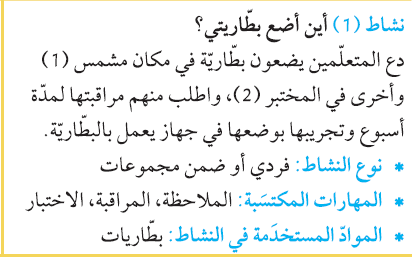 نشاط (1) أين أضع بطّاريتي؟
دع المتعلّمين يضعون بطّاريّة في مكان مشمس (1)
وأخرى في المختبر (2)، واطلب منهم مراقبتها لمدّة
أسبوع وتجريبها بوضعها في جهاز يعمل بالبطّاريّة.
* نوع النشاط: فردي أو ضمن مجموعات
* المهارات المكتسَبة: الملاحظة، المراقبة، الاختبار
* الموادّ المستخدَمة في النشاط: بطّاريات